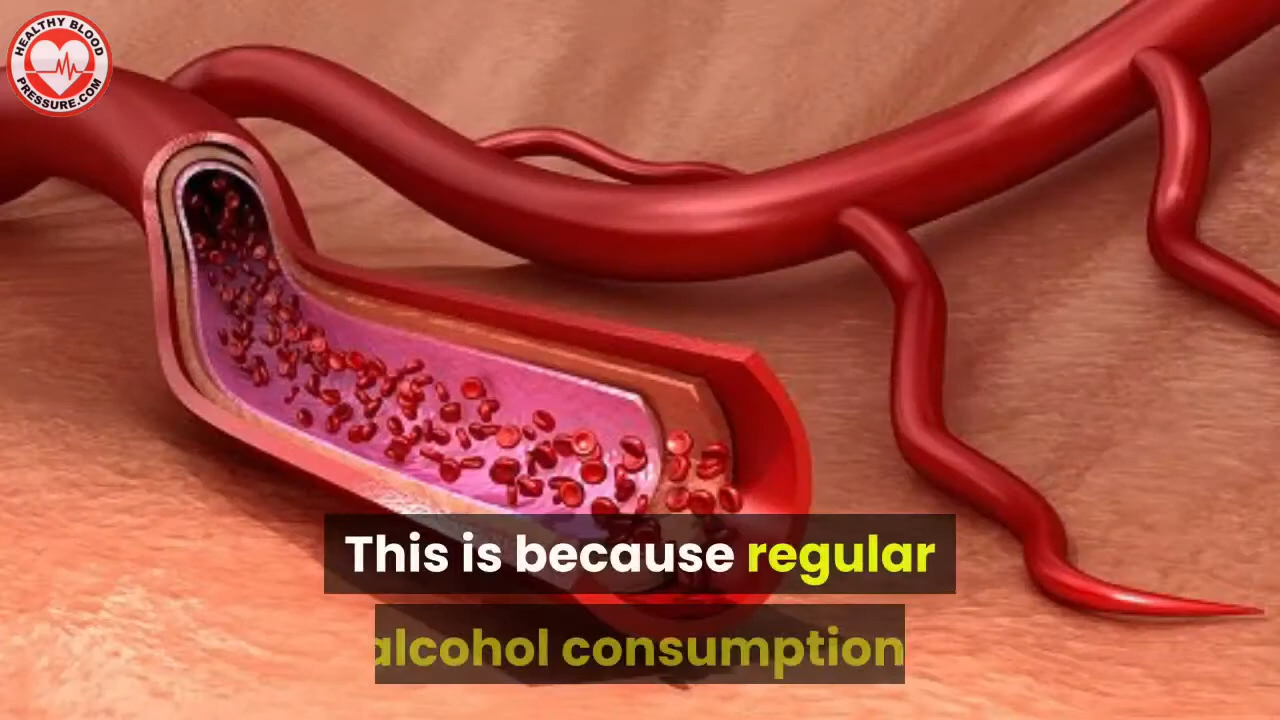 HEALTHY BLOOD
PRESSURE.COM
This is because regular
alcohol consumption